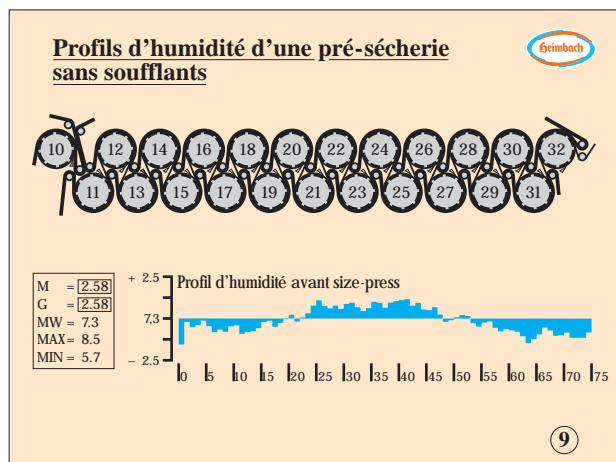 Profils d’humidité d’une pré-sécherie
sans soufflants
Heimbach
10 12 14 16 18 20 22 24 26 28 30 32
11 13 15 17 19 21 23 25 27 29 31
M = 2.58
G = 2.58
MW = 7.3
MAX= 8.5
MIN = 5.7
+ 2.5
Profil d’humidité avant size-press
7.3
– 2.5
0 5 10 15 20 25 30 35 40 45 50 55 60 65 70 75
9